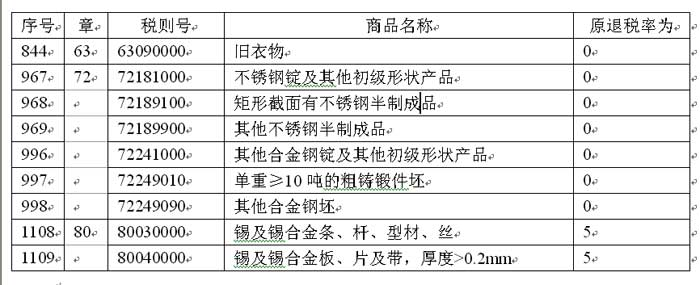 序号 章 税则号 商品名称 原退税率为
844 63 63090000 旧衣物 0
967 72 72181000 不锈钢锭及其他初级形状产品 0
968 72189100 矩形截面有不锈钢半制成品 0
969 72189900 其他不锈钢半制成品 0
996 72241000 其他合金钢锭及其他初级形状产品 0
997 72249010 单重≥10 吨的粗铸锻件坯 0
998 72249090 其他合金钢坯 0
1108 80 80030000 锡及锡合金条、杆、型材、丝 5
1109 80040000 锡及锡合金板、片及带，厚度>0.2mm 5